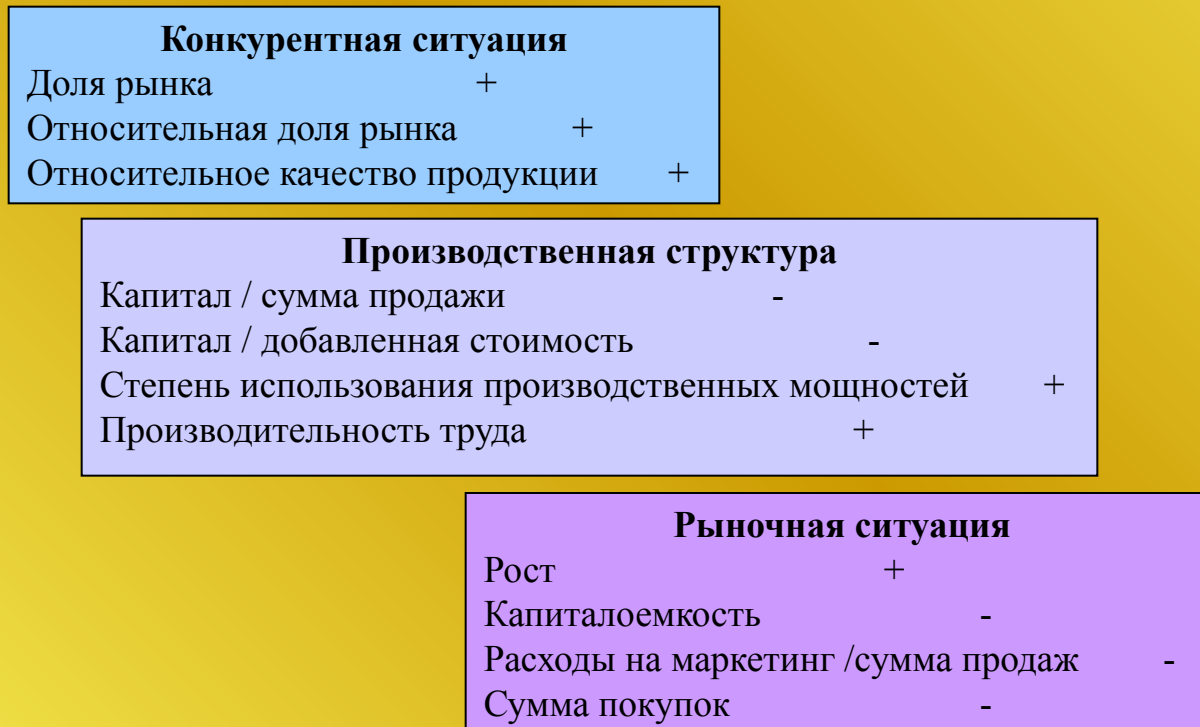 Конкурентная ситуация
Доля рынка +
Относительная доля рынка +
Относительное качество продукции +
Производственная структура
Капитал / сумма продажи -
Капитал / добавленная стоимость -
Степень использования производственных мощностей +
Производительность труда +
Рыночная ситуация
Рост +
Капиталоемкость -
Расходы на маркетинг /сумма продаж -
Сумма покупок -